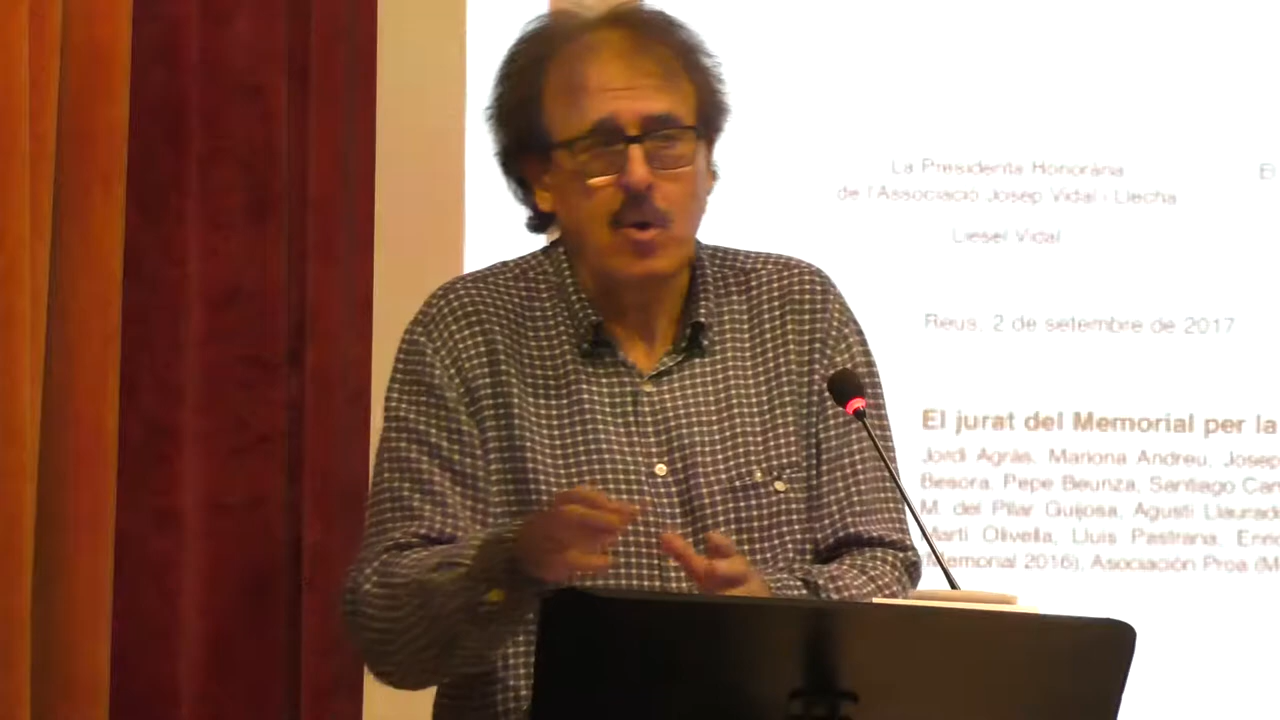 La Presidenta Honorària
de l'Associació Josep Vidal i Llecha
El
Liesel Vidal
Reus, 2 de setembre de 2017
El jurat del Memorial per la
Jordi Agràs, Mariona Andreu, Josep
Besora, Pepe Beunza, Santiago
M. del Pilar Guijosa, Agustí
Martí Olivella, Lluís Pastrana,
(Memorial 2016), Asociación Proa